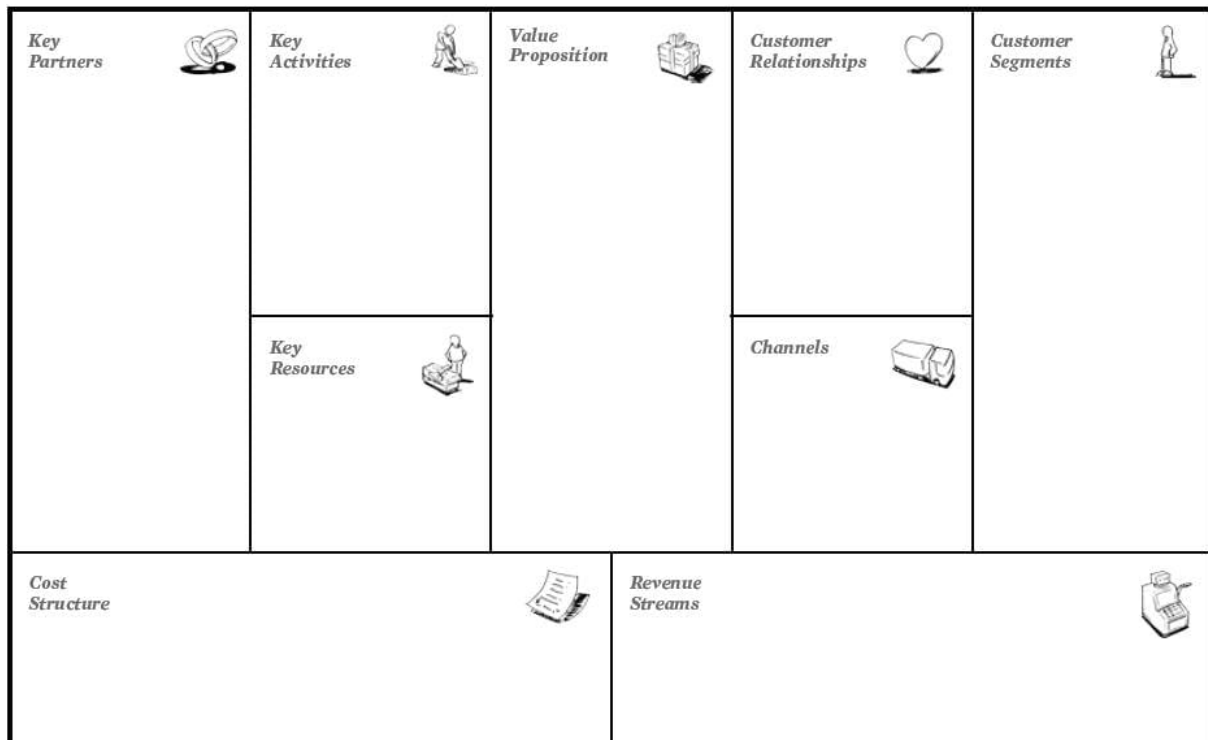 Key
Partners
Key
Activities
Value
Proposition
Customer
Relationships
Customer
Segments
Key
Resources
Channels
Cost
Structure
Revenue
Streams